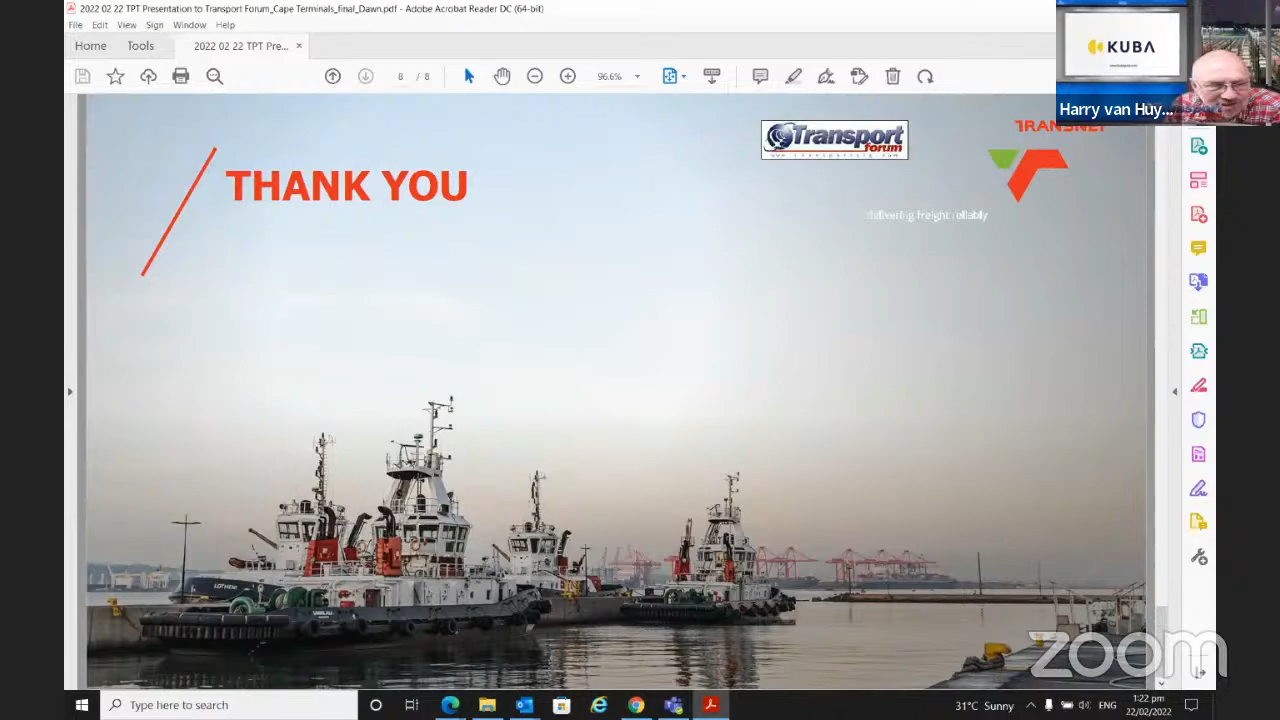 2022 02 22 TPT Presentation to Transport Forum_Cape Terminals_final_Dawn.pdf - Adobe Acrobat Reader DC (64-bit)
File Edit View Sign Window Help
Home Tools 2022 02 22 TPT Pre... ×
8 / 8 96.6%
KUBA
Harry van Huy...
THANK YOU
Transport
forum
TRANSNET
delivering freight reliably
LOTHENI
zoom
Type here to search
31°C Sunny ENG 1:22 pm
22/02/2022